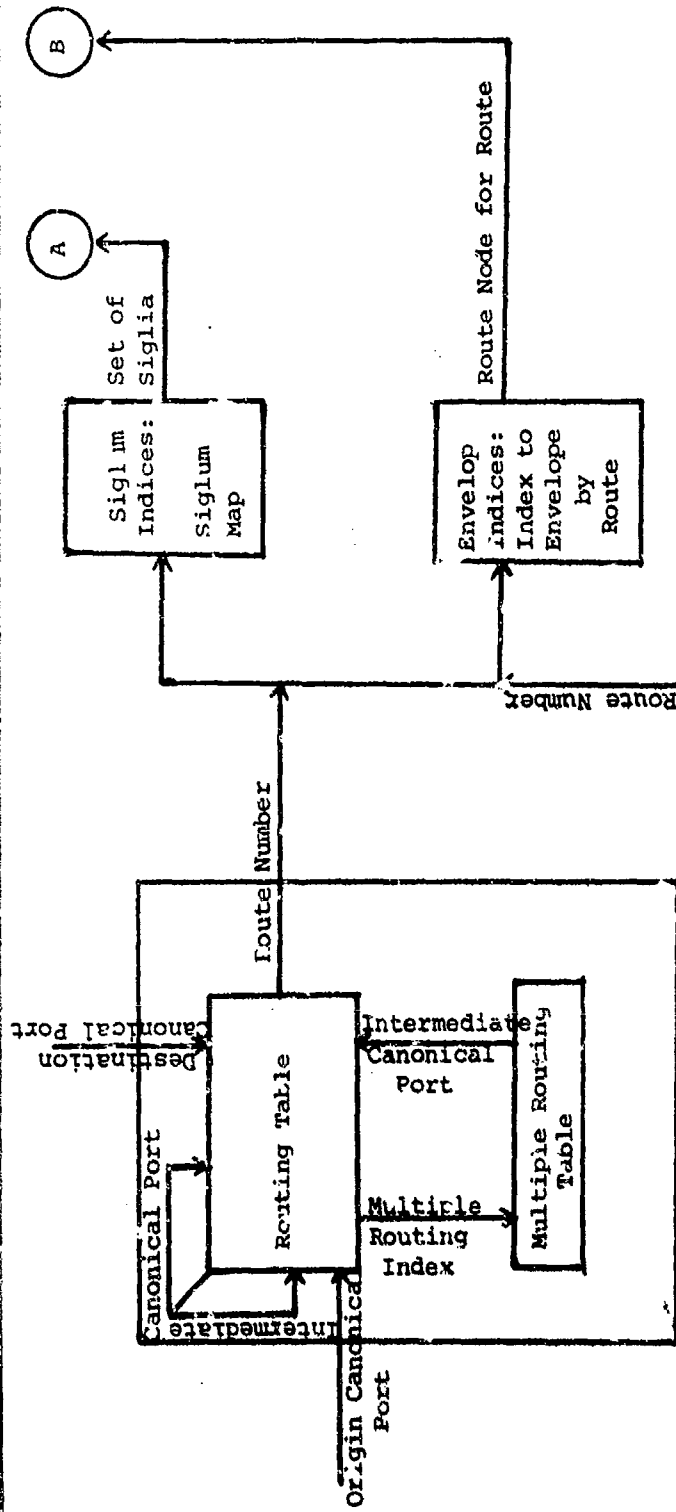 A
B
Set of
Siglia
Sigl m
Indices:
Siglum
Map
Route Node for Route
Envelop
indices:
Index to
Envelope
by
Route
Route Number
Route Number
Destination
Canonical Port
Canonical Port
Intermediate
Routing Table
Intermediate
Canonical
Port
Multiple
Routing
Index
Multiple Routing
Table
Origin Canonica
Port